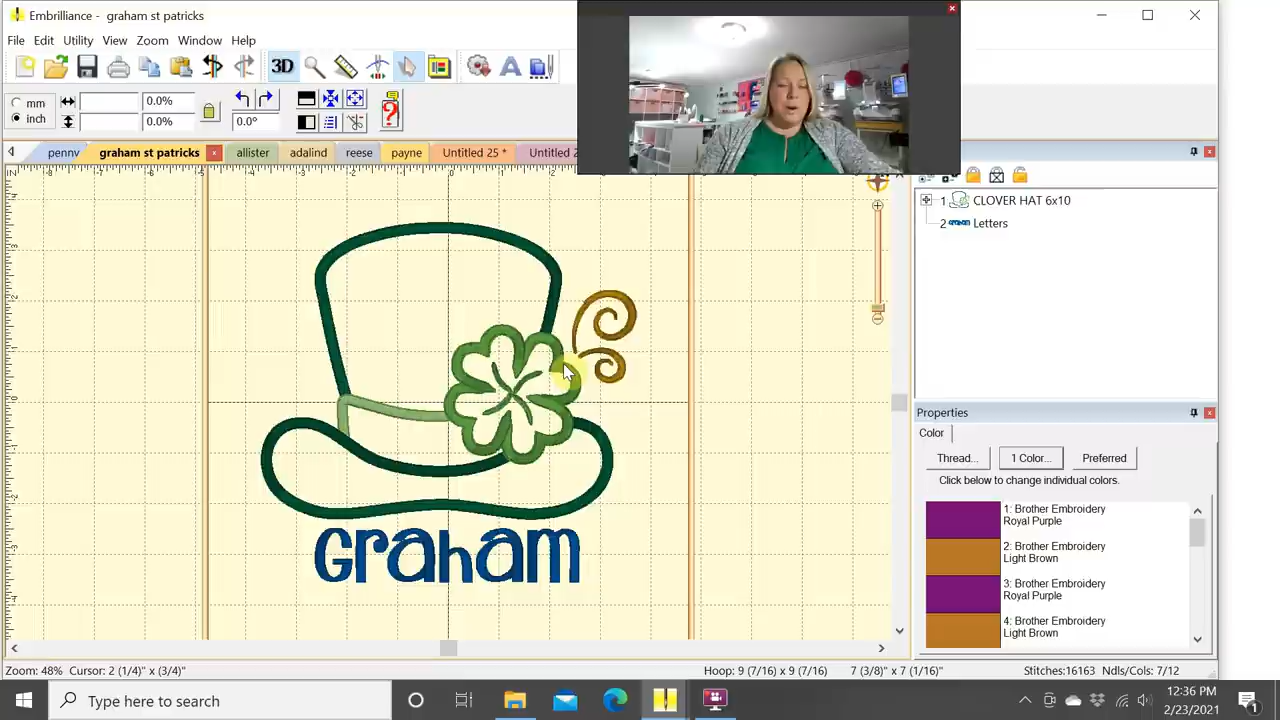 Embrilliance - graham st patricks
File Edit Utility View Zoom Window Help
3D
mm
inch
0.0%
0.0%
0.0°
penny graham st patricks allister adalind reese payne Untitled 25 * Untitled 2
1 CLOVER HAT 6x10
2 Letters
Graham
Properties
Color
Thread... 1 Color... Preferred
Click below to change individual colors.
1: Brother Embroidery
Royal Purple
2: Brother Embroidery
Light Brown
3: Brother Embroidery
Royal Purple
4: Brother Embroidery
Light Brown
Zoom: 48% Cursor: 2 (1/4)" x (3/4)" Hoop: 9 (7/16) x 9 (7/16) 7 (3/8)" x 7 (1/16)" Stitches:16163 Ndls/Cols: 7/12
Type here to search
12:36 PM
2/23/2021